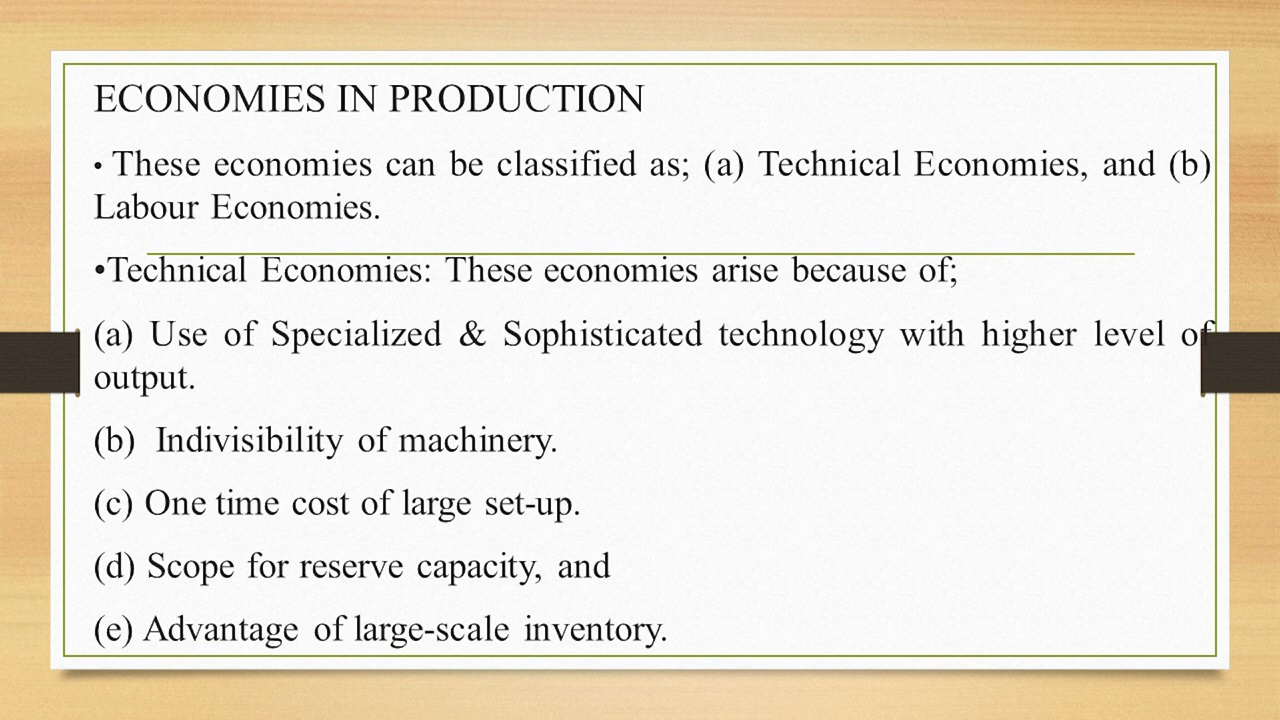 ECONOMIES IN PRODUCTION
• These economies can be classified as; (a) Technical Economies, and (b)
Labour Economies.
•Technical Economies: These economies arise because of;
(a) Use of Specialized & Sophisticated technology with higher level of
output.
(b) Indivisibility of machinery.
(c) One time cost of large set-up.
(d) Scope for reserve capacity, and
(e) Advantage of large-scale inventory.